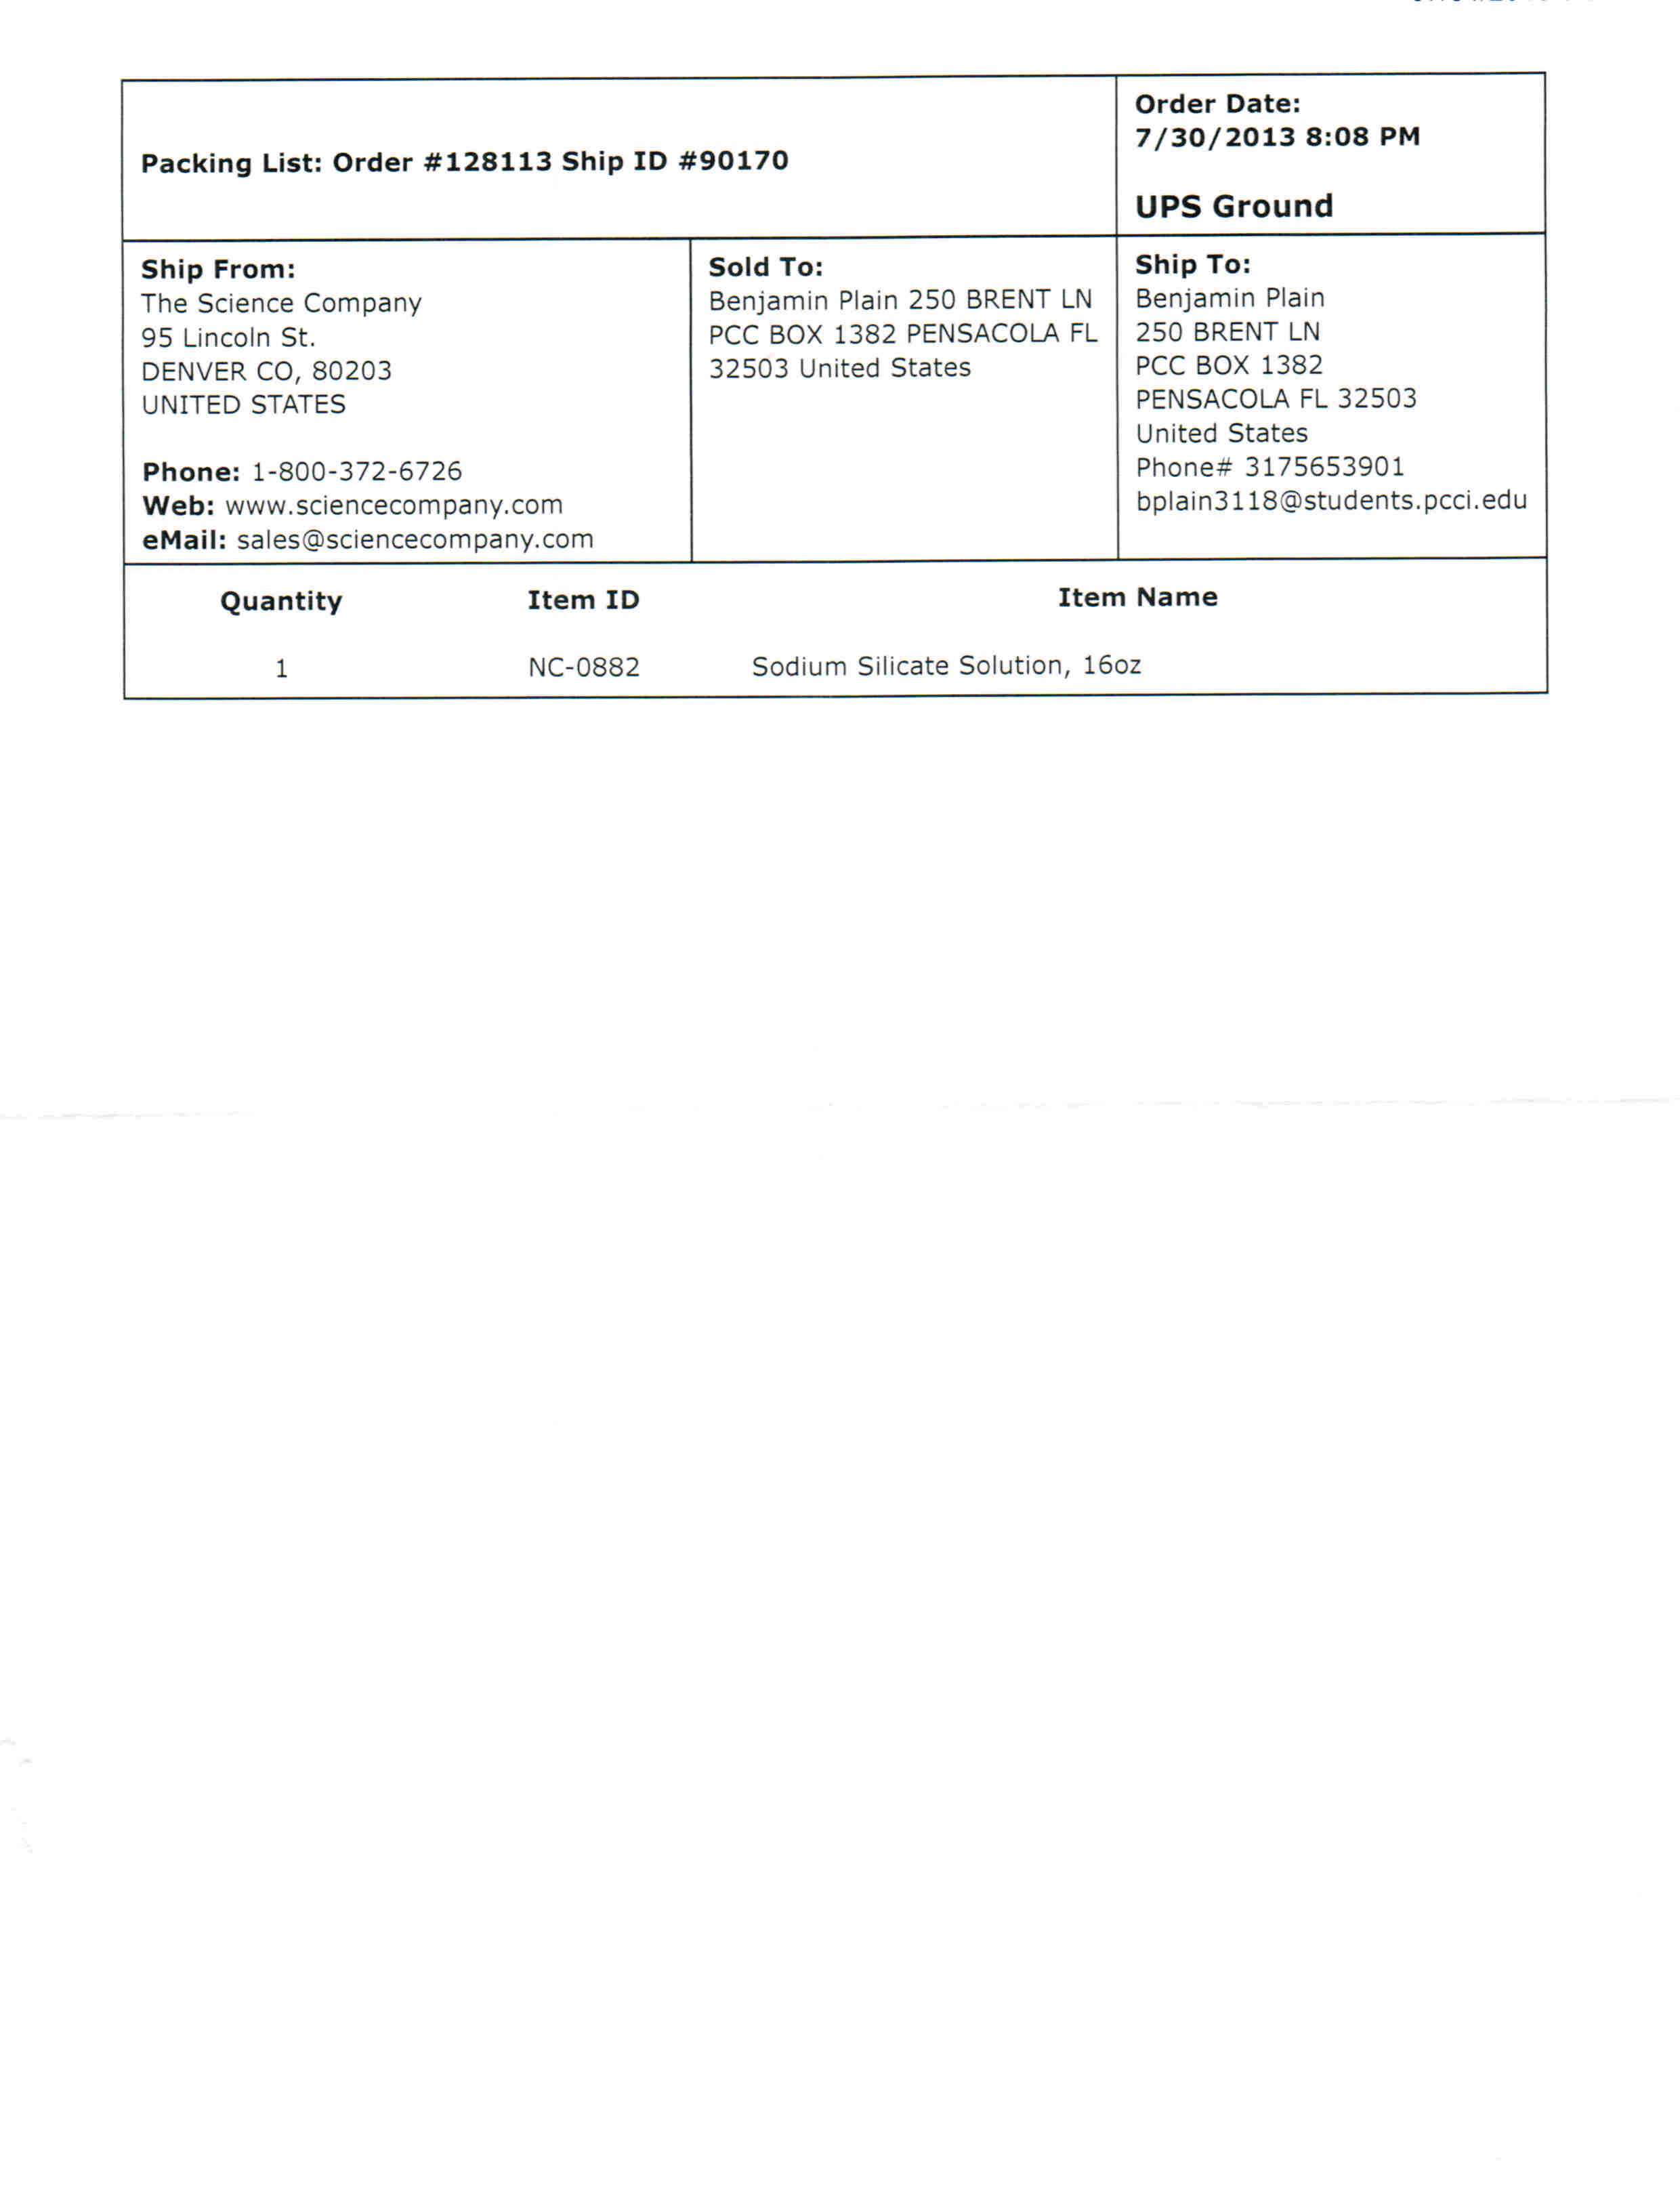 Packing List: Order #128113 Ship ID #90170
Order Date:
7/30/2013 8:08 PM
UPS Ground
Ship From:
The Science Company
95 Lincoln St.
DENVER CO, 80203
UNITED STATES
Phone: 1-800-372-6726
Web: www.sciencecompany.com
eMail: sales@sciencecompany.com
Sold To:
Benjamin Plain 250 BRENT LN
PCC BOX 1382 PENSACOLA FL
32503 United States
Ship To:
Benjamin Plain
250 BRENT LN
PCC BOX 1382
PENSACOLA FL 32503
United States
Phone# 3175653901
bplain3118@students.pcci.edu
Quantity Item ID Item Name
1 NC-0882 Sodium Silicate Solution, 16oz